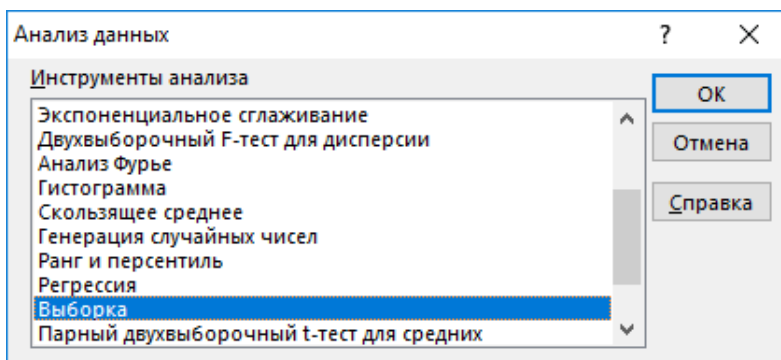 Анализ данных
?
Инструменты анализа
Экспоненциальное сглаживание
Двухвыборочный F-тест для дисперсии
Анализ Фурье
Гистограмма
Скользящее среднее
Генерация случайных чисел
Ранг и персентиль
Регрессия
Выборка
Парный двухвыборочный t-тест для средних
ОК
Отмена
Справка